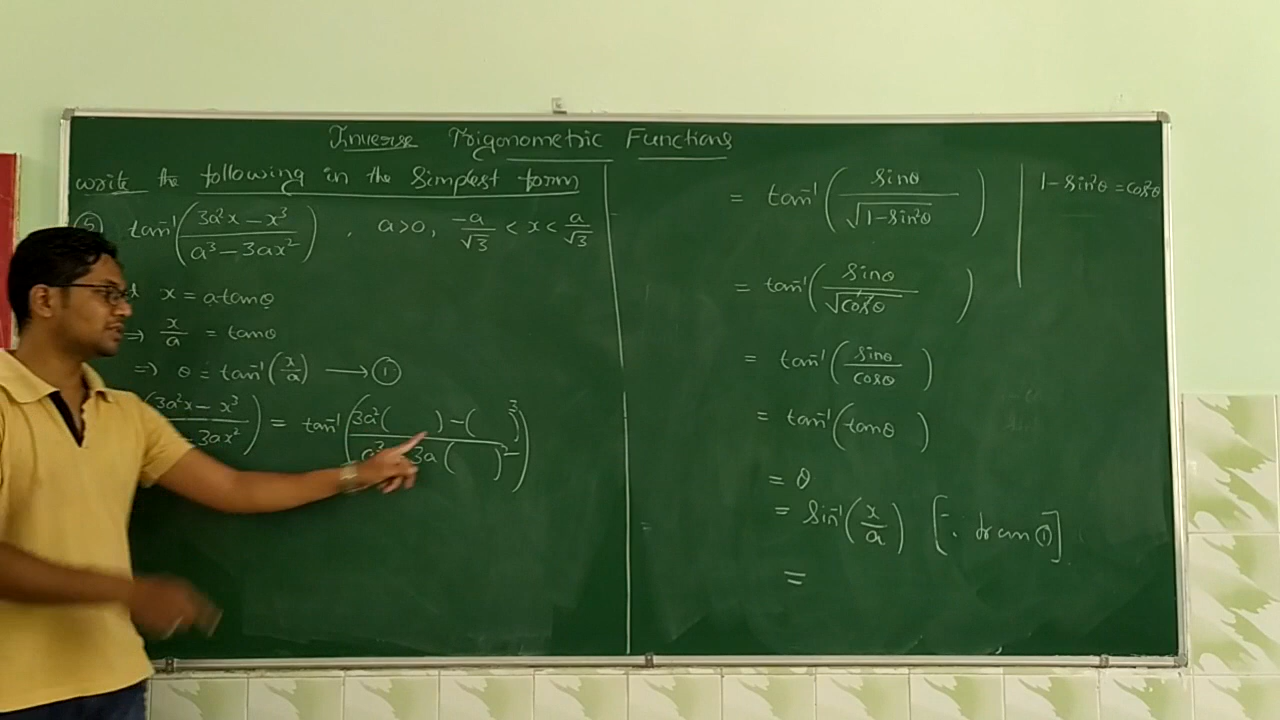 Inverse Trigonometric Functions
write the following in the Simplest form
⑤ tan⁻¹((3a²x − x³)/(a³ − 3ax²)), a>0, −a/√3 < x < a/√3
x = a tanθ
⇒ x/a = tanθ
⇒ θ = tan⁻¹(x/a) → ①
(3a²x − x³)/( − 3ax²)) = tan⁻¹((3a²( ) − ( )³)/(a³ − 3a( )²))
= tan⁻¹(sinθ/√(1−sin²θ))
1−sin²θ = cos²θ
= tan⁻¹(sinθ/√cos²θ)
= tan⁻¹(sinθ/cosθ)
= tan⁻¹(tanθ)
= θ
= sin⁻¹(x/a) [∵ from ①]
=